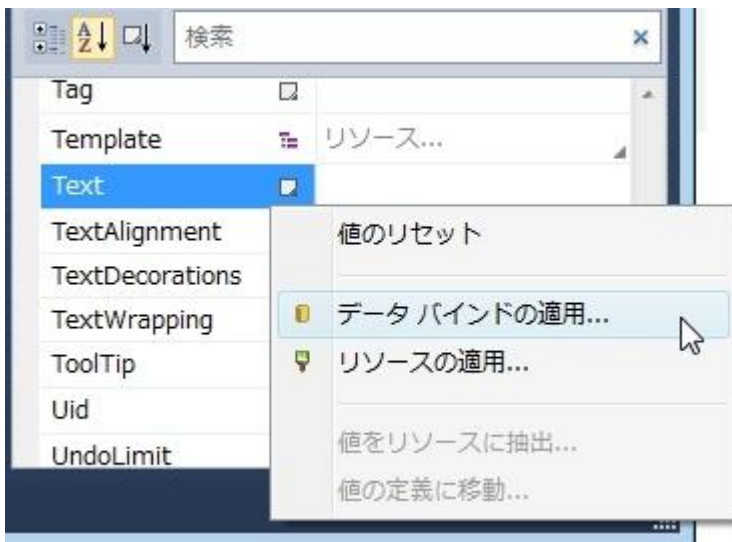 検索
Tag
Template リソース...
Text
TextAlignment
TextDecorations
TextWrapping
ToolTip
Uid
UndoLimit
値のリセット
データ バインドの適用...
リソースの適用...
値をリソースに抽出...
値の定義に移動...